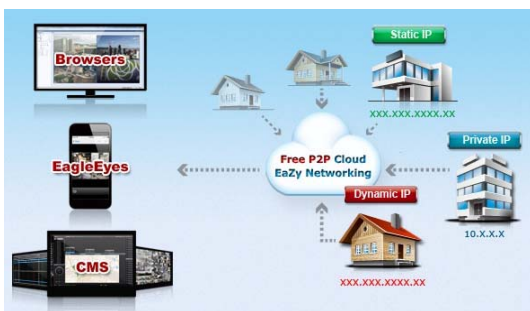 Browsers
Static IP
XXX.XXX.XXXX.XX
EagleEyes
Free P2P Cloud
EaZy Networking
Private IP
10.X.X.X
Dynamic IP
XXX.XXX.XXXX.XX
CMS